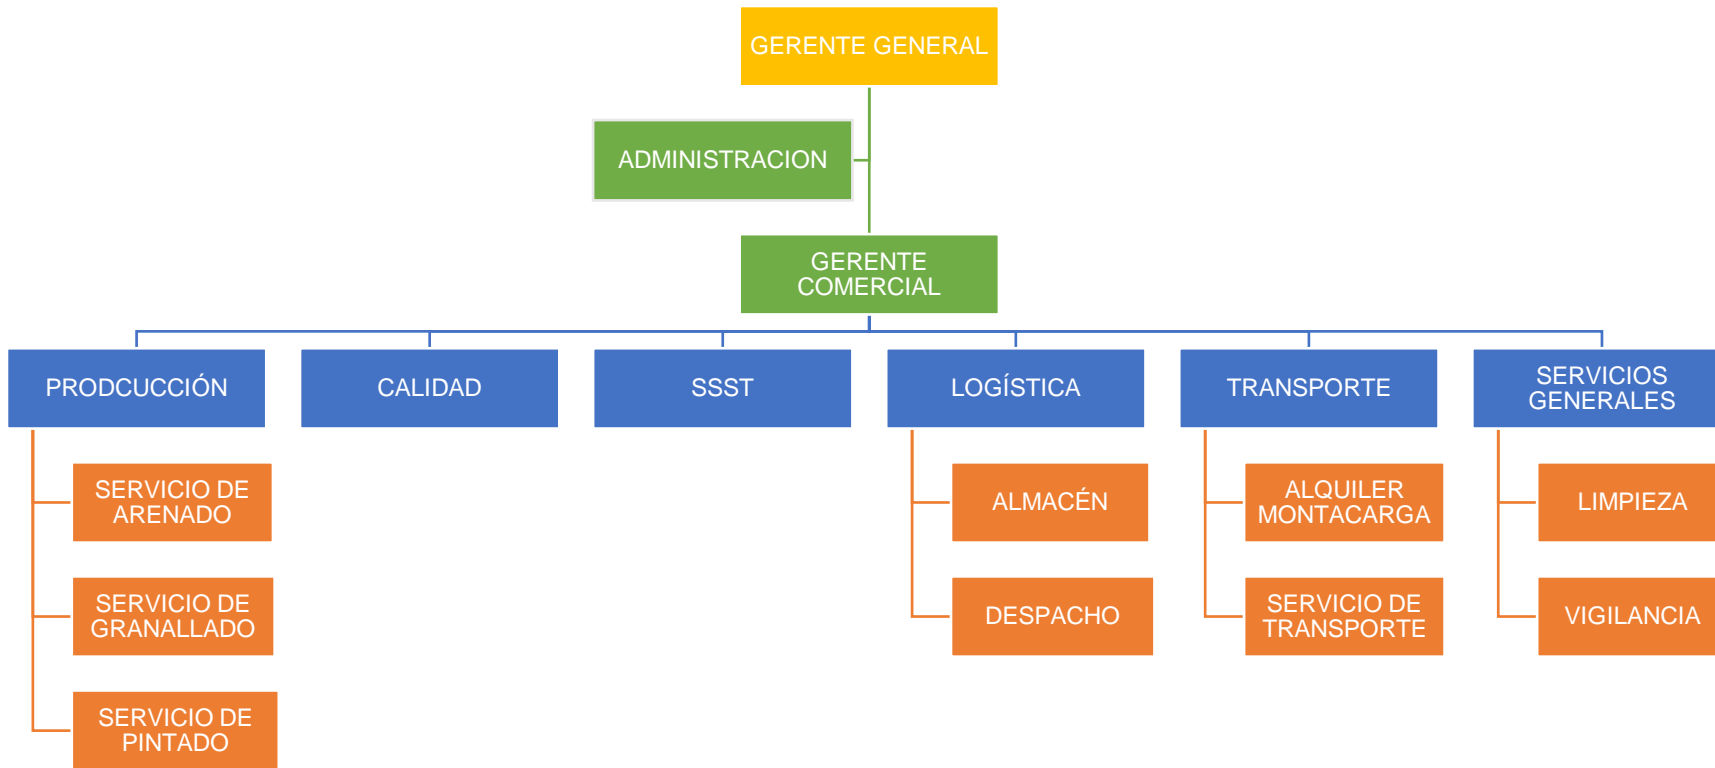 GERENTE GENERAL
ADMINISTRACION
GERENTE
COMERCIAL
PRODCUCCIÓN
CALIDAD
SSST
LOGÍSTICA
TRANSPORTE
SERVICIOS
GENERALES
SERVICIO DE
ARENADO
SERVICIO DE
GRANALLADO
SERVICIO DE
PINTADO
ALMACÉN
DESPACHO
ALQUILER
MONTACARGA
SERVICIO DE
TRANSPORTE
LIMPIEZA
VIGILANCIA